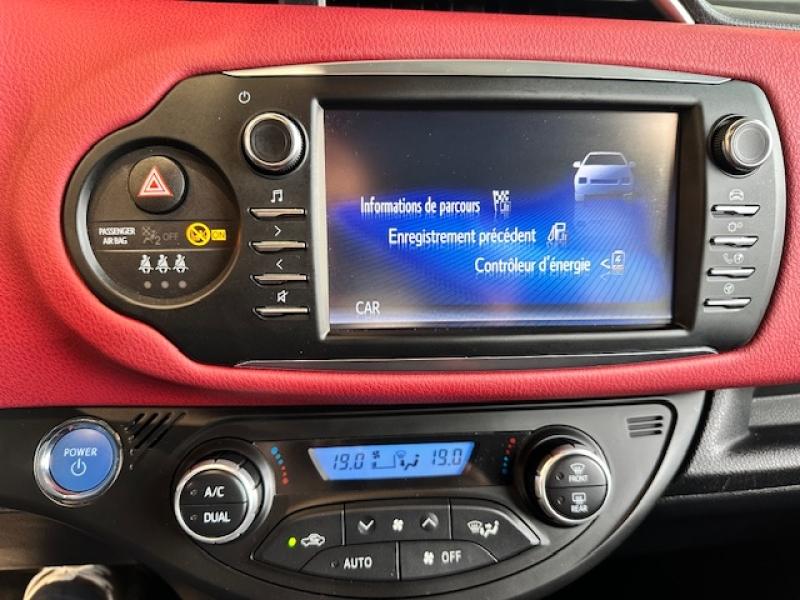 PASSENGER
AIR BAG
2 OFF
ON
Informations de parcours
Enregistrement précédent
Contrôleur d'énergie
CAR
POWER
A/C
DUAL
19.0
19.0
FRONT
REAR
AUTO
OFF